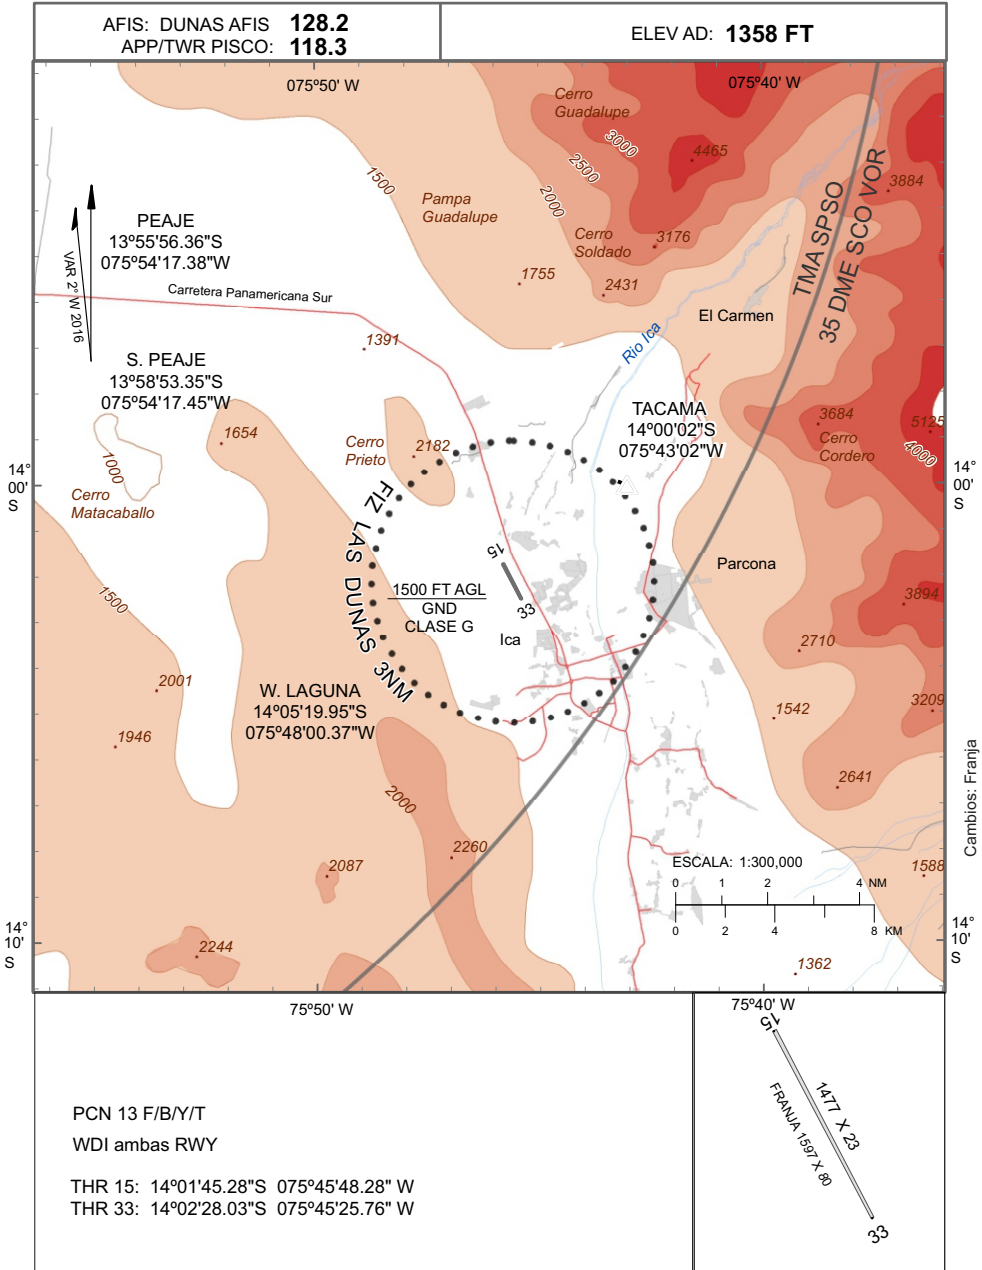 AFIS: DUNAS AFIS 128.2
APP/TWR PISCO: 118.3
ELEV AD: 1358 FT
075º50' W
075º40' W
Cerro
Guadalupe
3000
4465
2500
1500
2000
3884
Pampa
Guadalupe
TMA SPSO
35 DME SCO VOR
PEAJE
13º55'56.36"S
075º54'17.38"W
VAR 2° W 2016
Cerro
Soldado
3176
1755
2431
Carretera Panamericana Sur
El Carmen
Rio Ica
1391
S. PEAJE
13º58'53.35"S
075º54'17.45"W
TACAMA
14º00'02"S
075º43'02"W
3684
5125
1654
Cerro
Prieto
2182
Cerro
Cordero
4000
1000
14°
00'
S
14°
00'
S
Cerro
Matacaballo
FIZ LAS DUNAS 3NM
15
33
1500 FT AGL
GND
CLASE G
Parcona
1500
3894
Ica
2710
2001
W. LAGUNA
14º05'19.95"S
075º48'00.37"W
3209
1542
1946
2641
2000
Cambios: Franja
2260
2087
ESCALA: 1:300,000
0 1 2 4 NM
0 2 4 8 KM
1588
14°
10'
S
14°
10'
S
2244
1362
75º50' W
75º40' W
15
1477 X 23
FRANJA 1597 X 80
33
PCN 13 F/B/Y/T
WDI ambas RWY
THR 15: 14º01'45.28"S 075º45'48.28" W
THR 33: 14º02'28.03"S 075º45'25.76" W